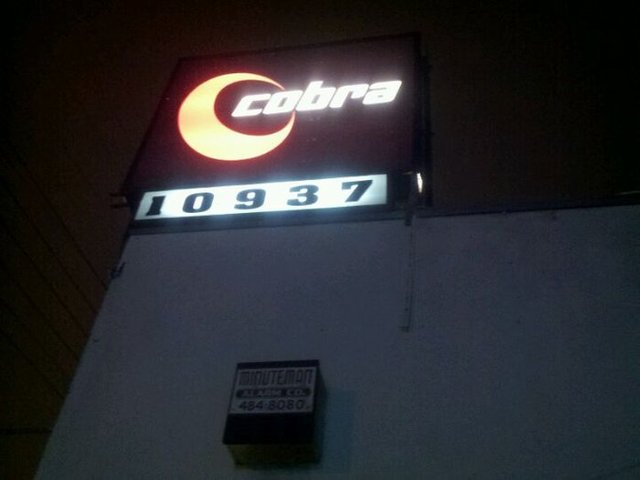 cobra
10937
MINUTEMAN
ALARM CO.
484-8080